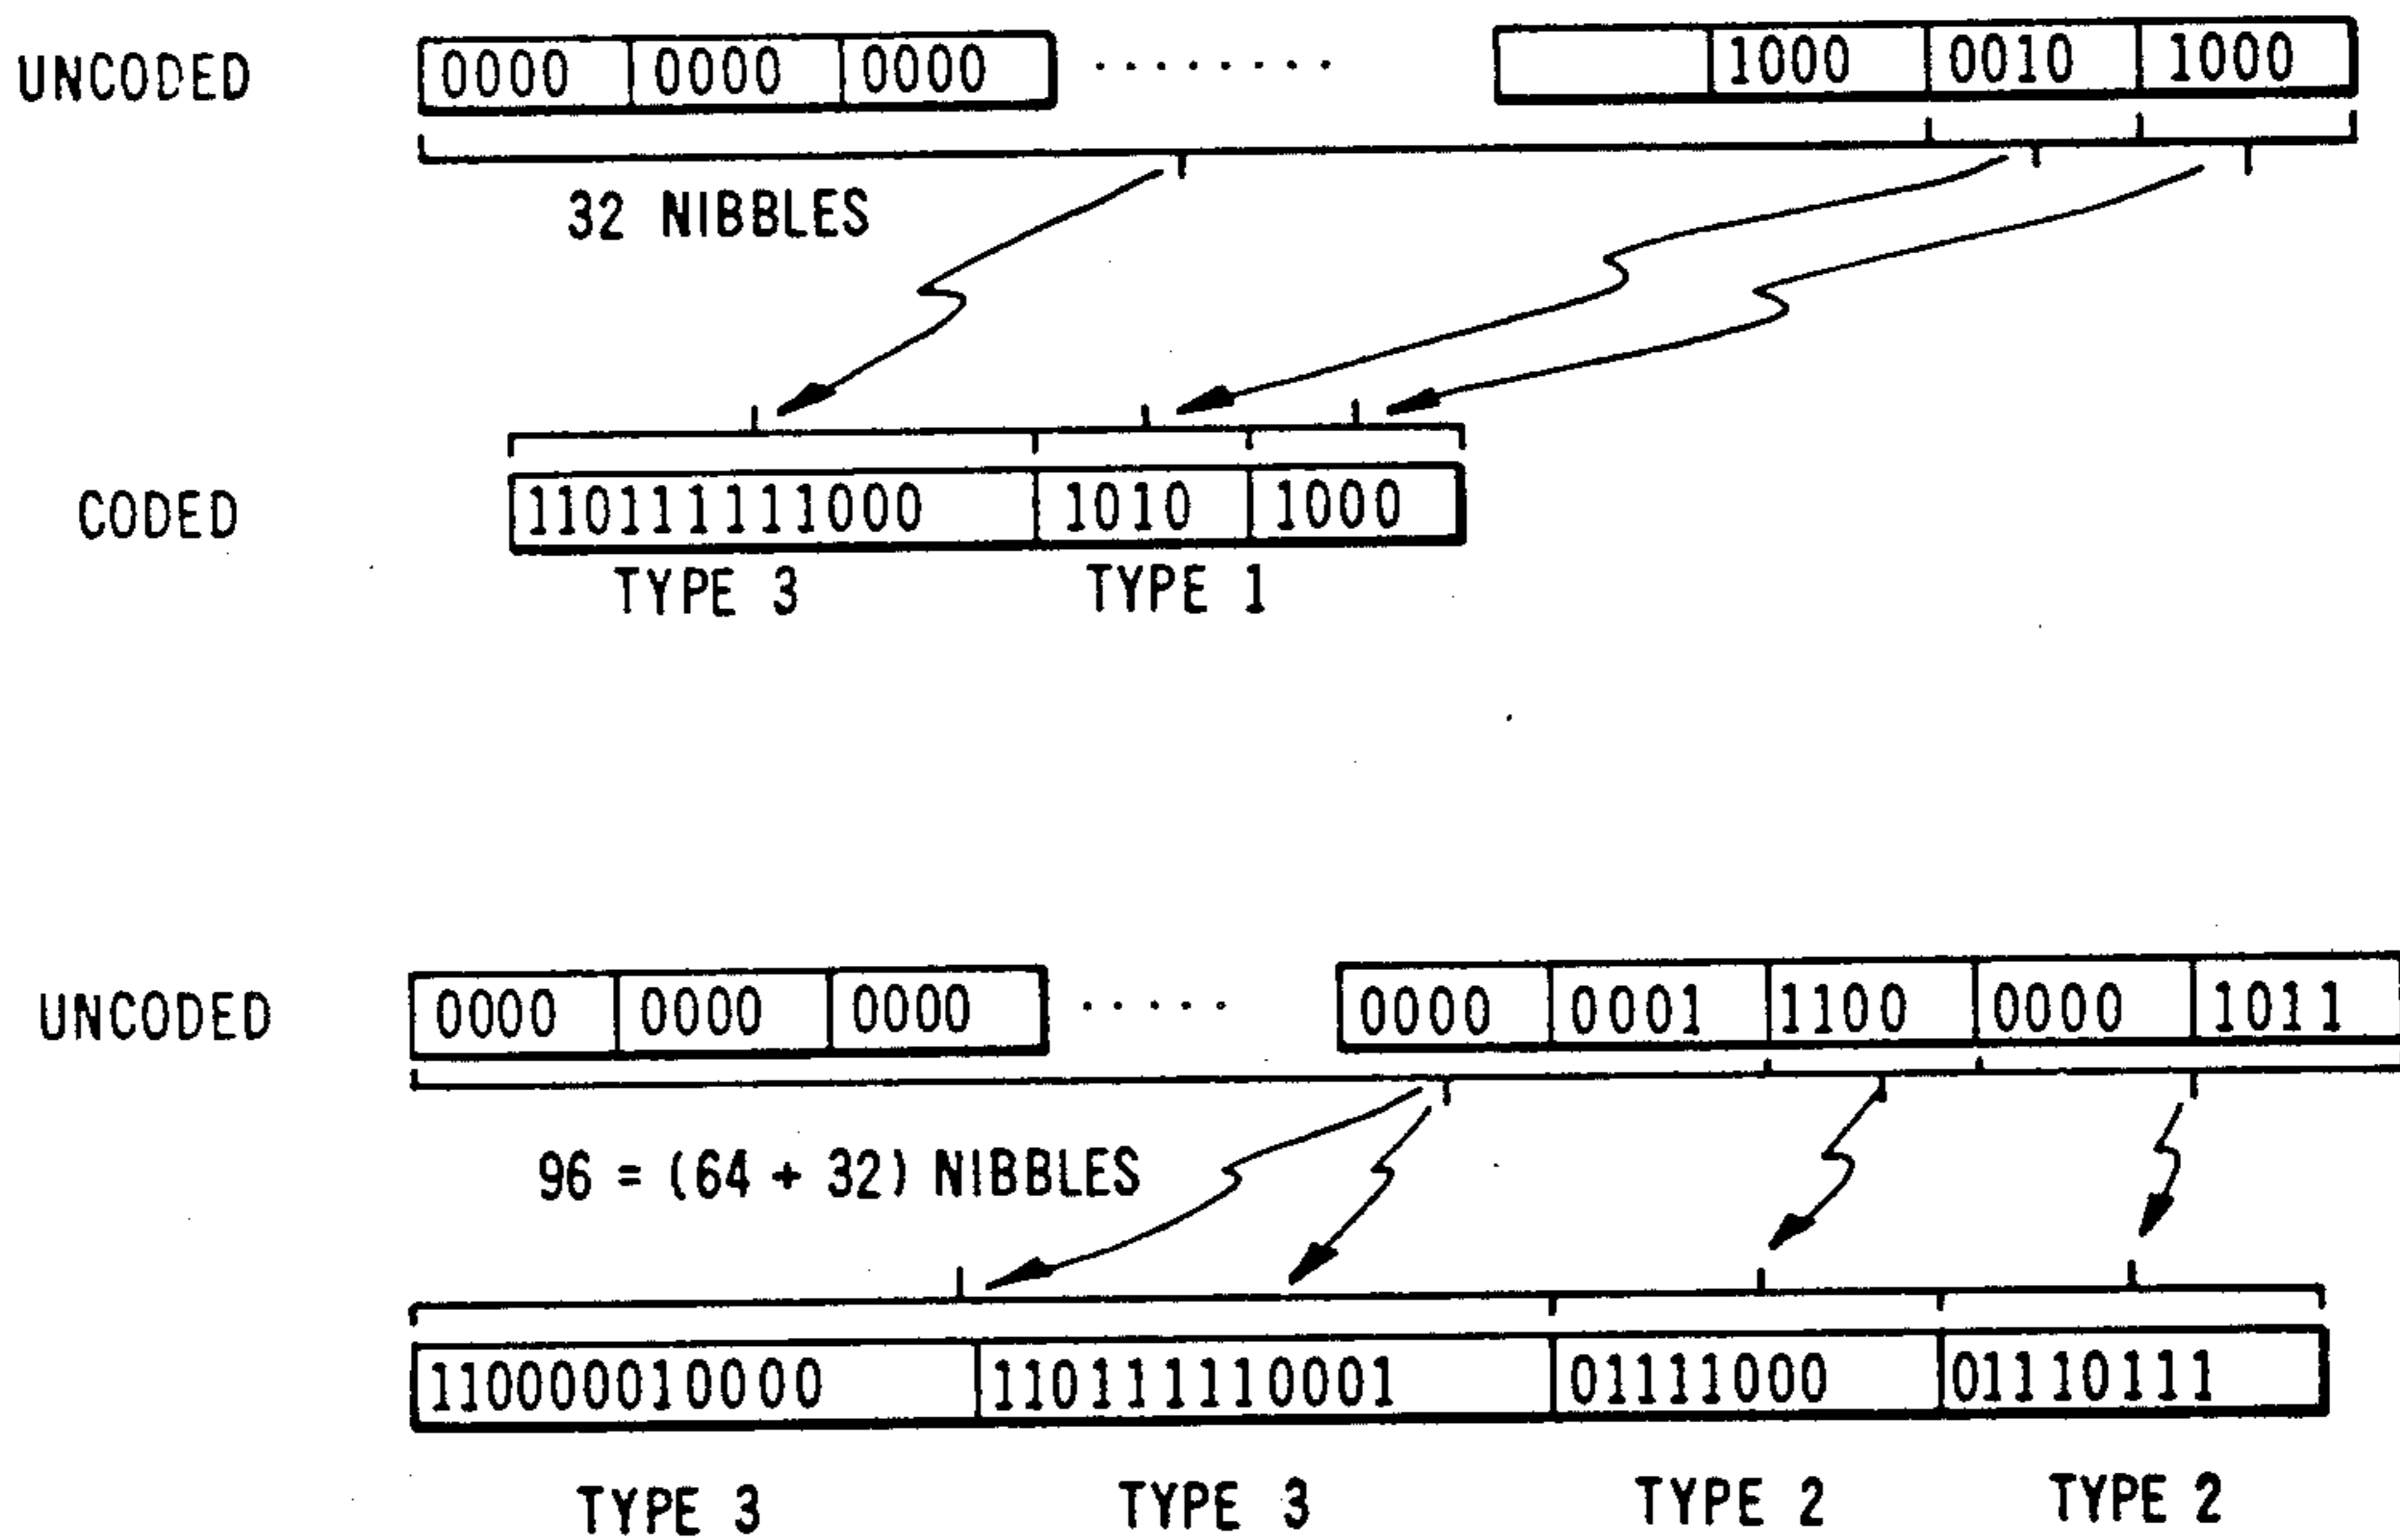 UNCODED 0000 0000 0000 ........ 1000 0010 1000
32 NIBBLES
CODED 110111111000 1010 1000
TYPE 3 TYPE 1
UNCODED 0000 0000 0000 ..... 0000 0001 1100 0000 1011
96 = (64 + 32) NIBBLES
110000010000 110111110001 01111000 01110111
TYPE 3 TYPE 3 TYPE 2 TYPE 2